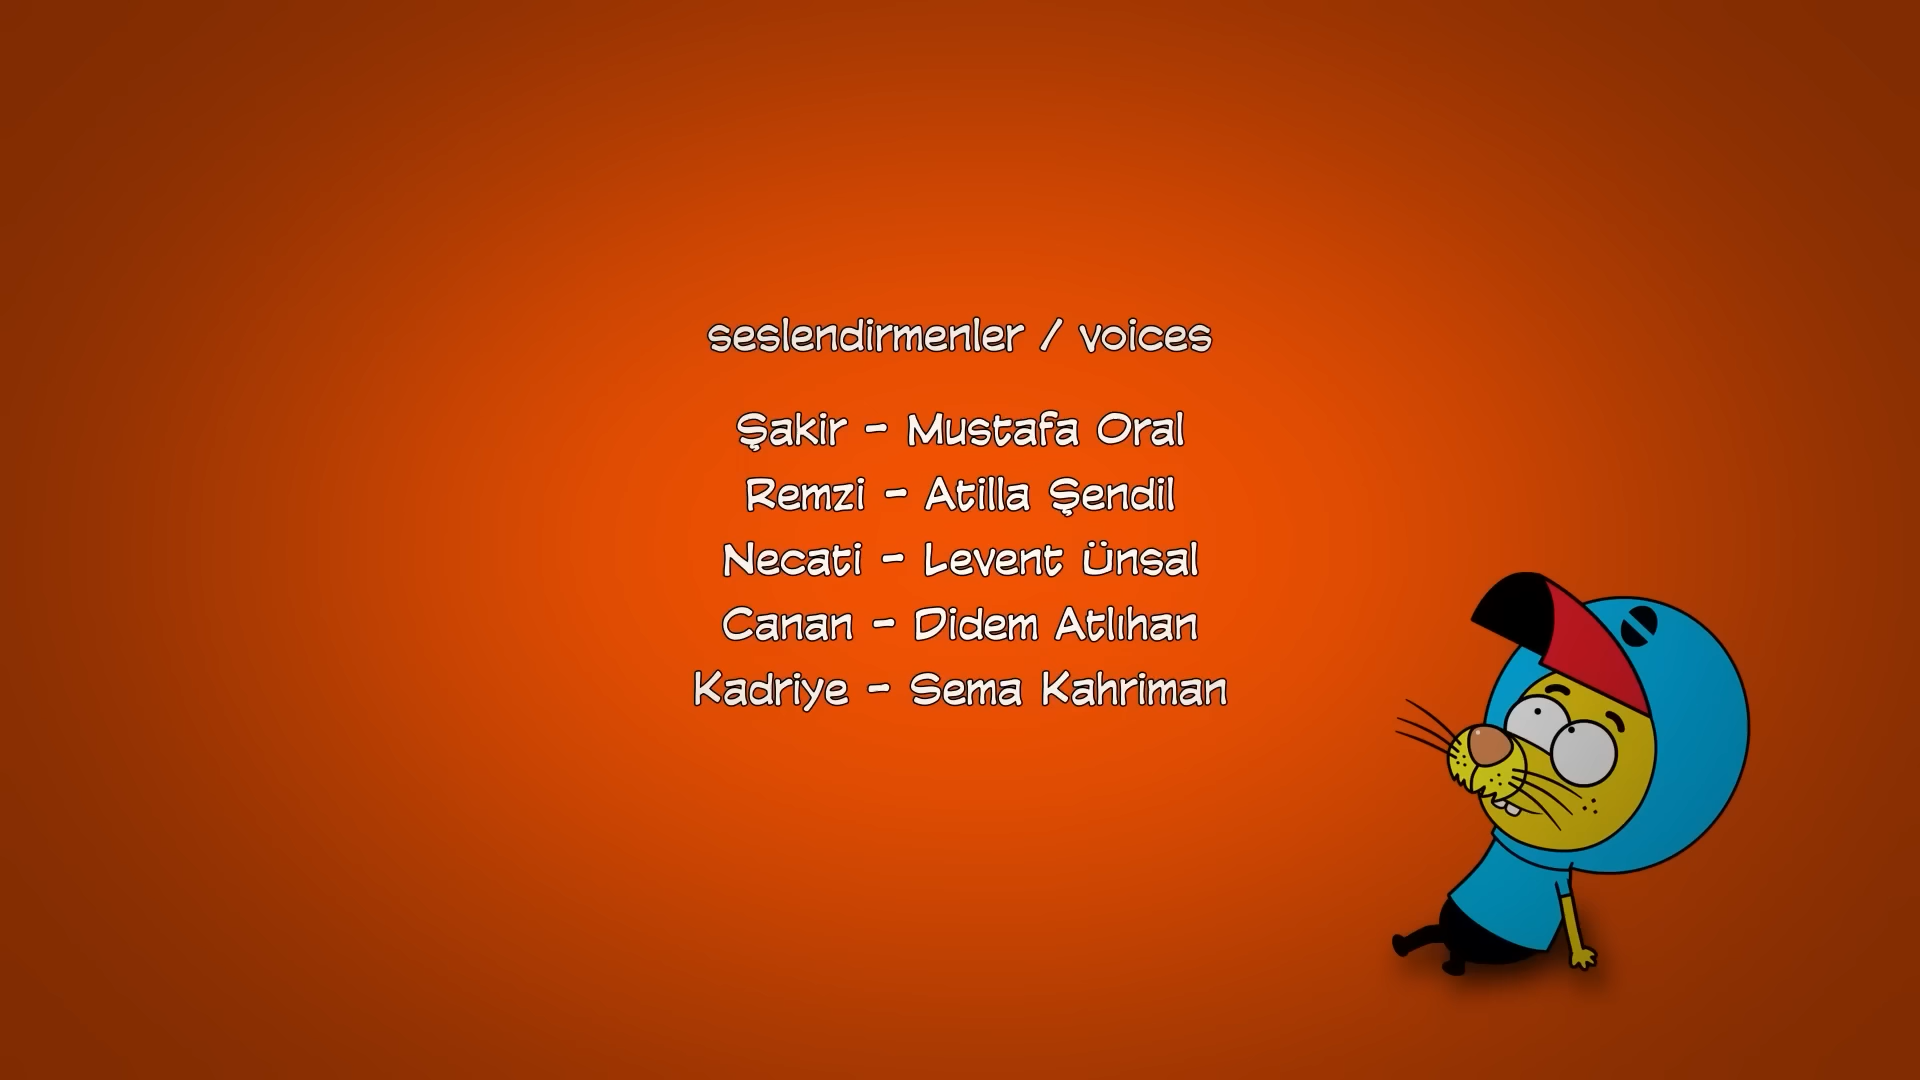 seslendirmenler / voices
Şakir - Mustafa Oral
Remzi - Atilla Şendil
Necati - Levent Ünsal
Canan - Didem Atlıhan
Kadriye - Sema Kahriman